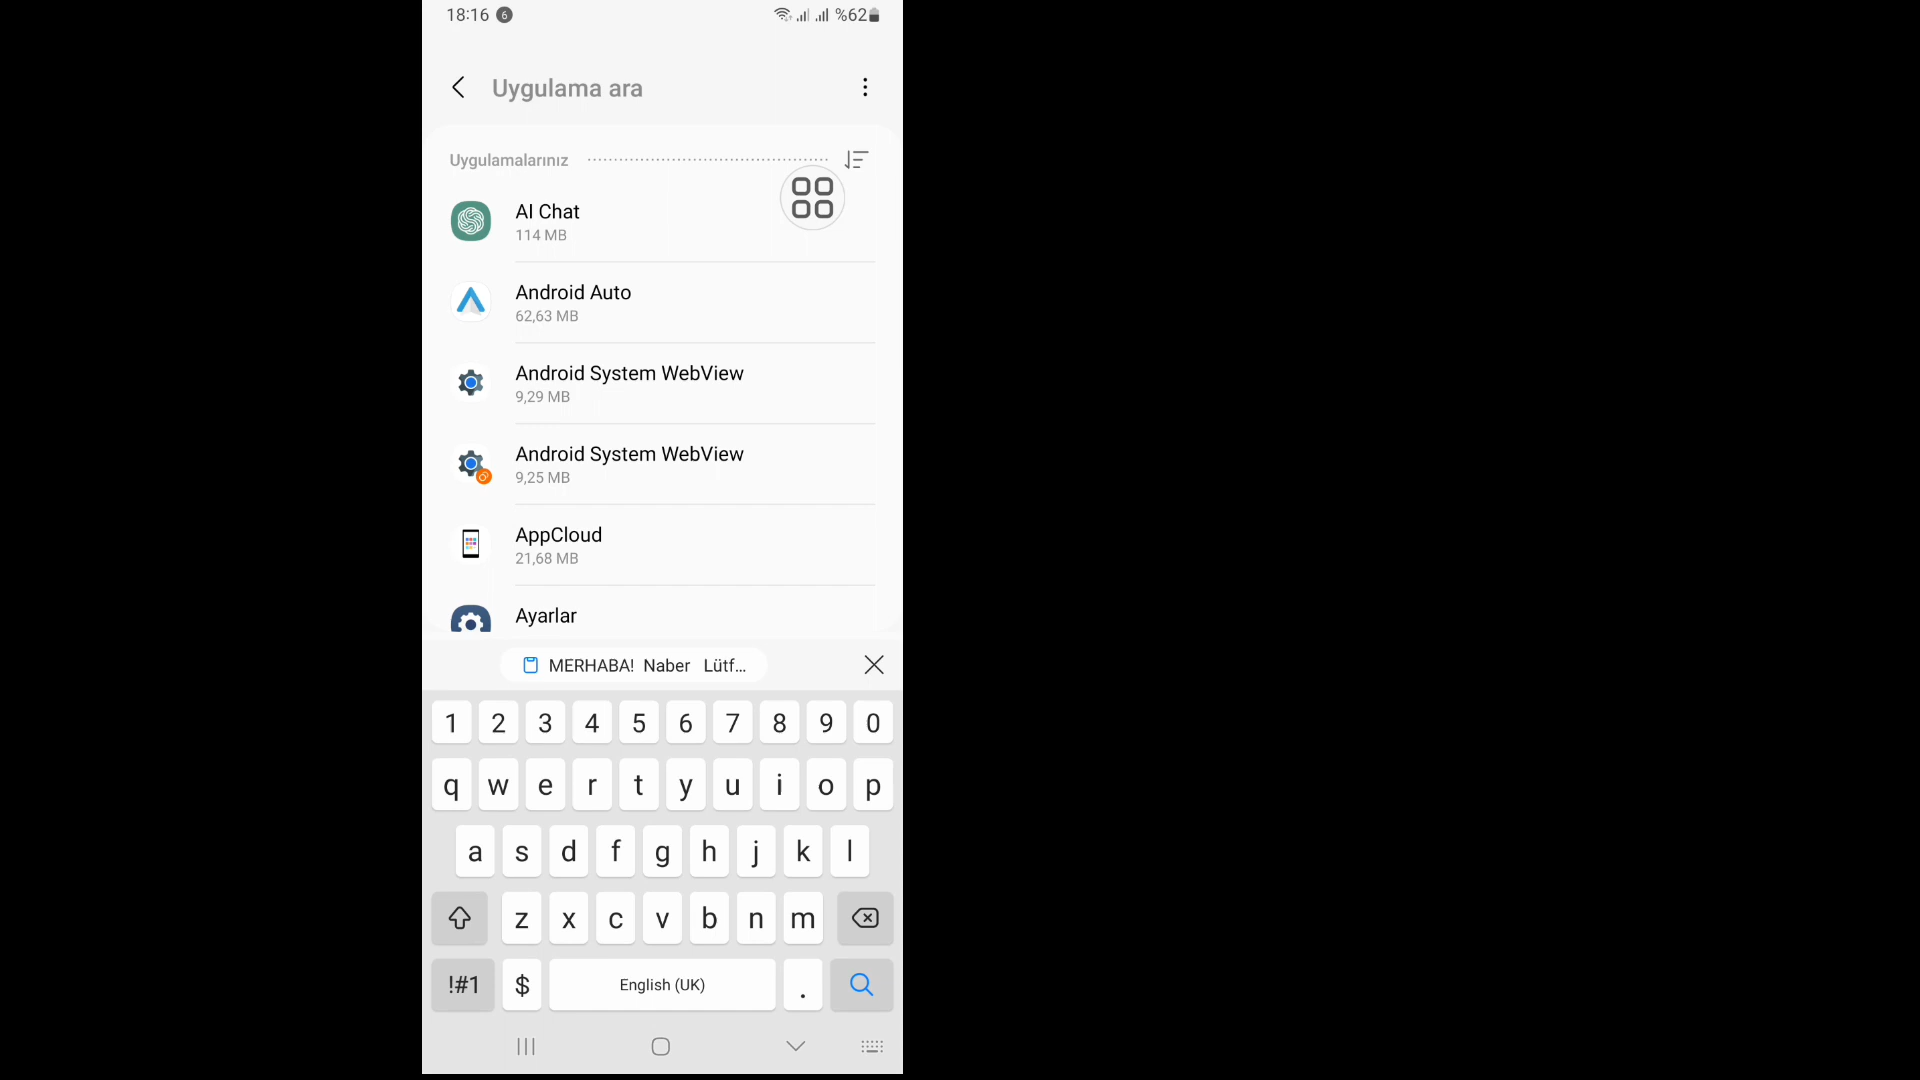 18:16 6 %62
Uygulama ara
Uygulamalarınız
AI Chat
114 MB
Android Auto
62,63 MB
Android System WebView
9,29 MB
Android System WebView
9,25 MB
AppCloud
21,68 MB
Ayarlar
MERHABA! Naber Lütf...
1 2 3 4 5 6 7 8 9 0
q w e r t y u i o p
a s d f g h j k l
z x c v b n m
!#1 $ English (UK) .